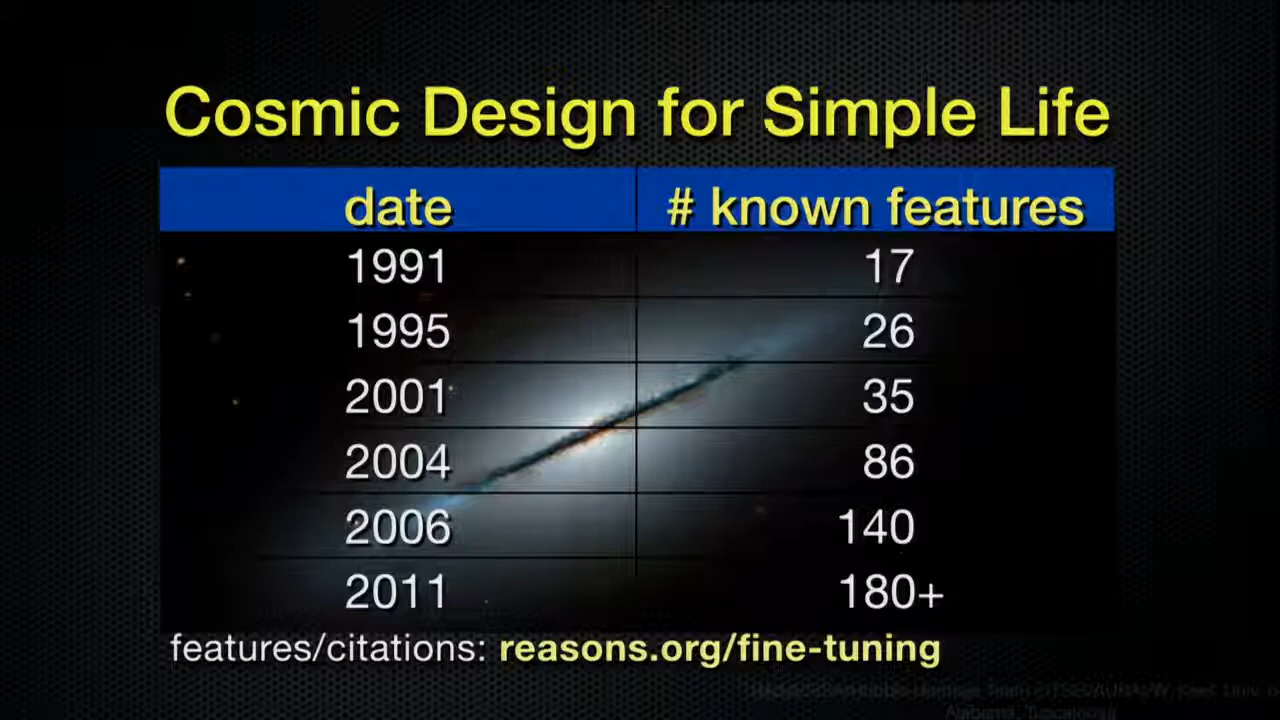 Cosmic Design for Simple Life
date # known features
1991 17
1995 26
2001 35
2004 86
2006 140
2011 180+
features/citations: reasons.org/fine-tuning